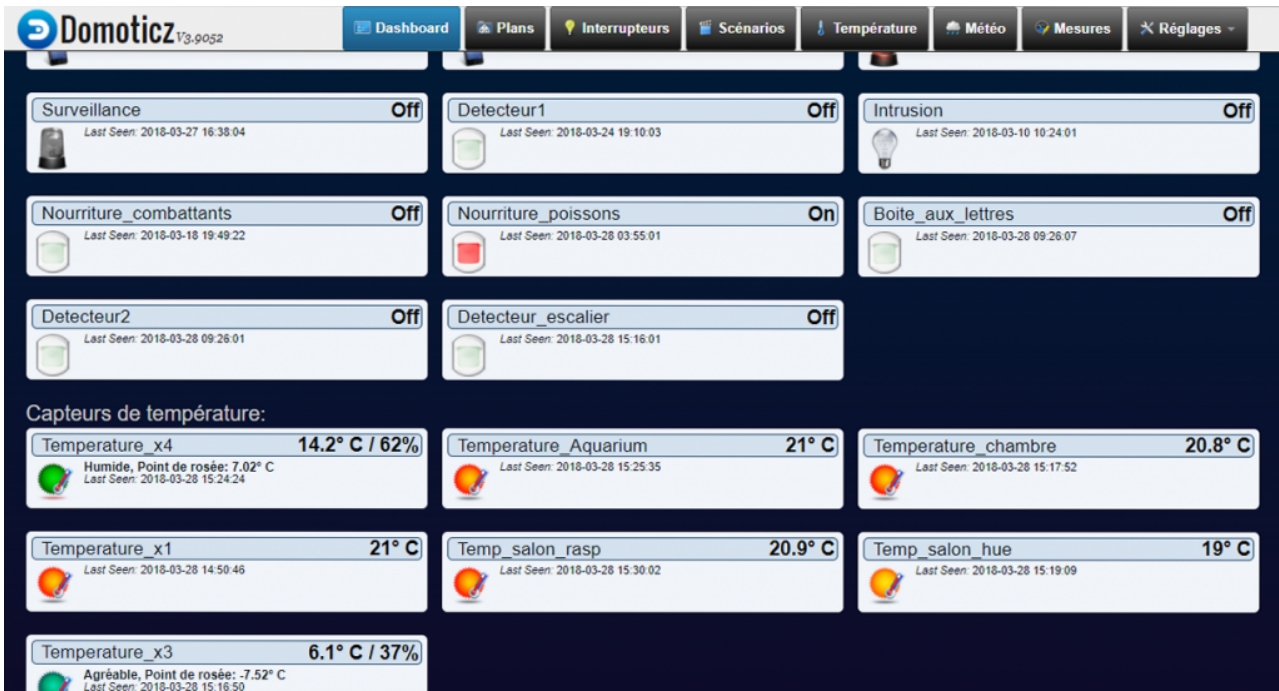 Domoticz V3.9052
Dashboard Plans Interrupteurs Scénarios Température Météo Mesures Réglages
Surveillance Off
Last Seen: 2018-03-27 16:38:04
Detecteur1 Off
Last Seen: 2018-03-24 19:10:03
Intrusion Off
Last Seen: 2018-03-10 10:24:01
Nourriture_combattants Off
Last Seen: 2018-03-18 19:49:22
Nourriture_poissons On
Last Seen: 2018-03-28 03:55:01
Boite_aux_lettres Off
Last Seen: 2018-03-28 09:26:07
Detecteur2 Off
Last Seen: 2018-03-28 09:26:01
Detecteur_escalier Off
Last Seen: 2018-03-28 15:16:01
Capteurs de température:
Temperature_x4 14.2° C / 62%
Humide, Point de rosée: 7.02° C
Last Seen: 2018-03-28 15:24:24
Temperature_Aquarium 21° C
Last Seen: 2018-03-28 15:25:35
Temperature_chambre 20.8° C
Last Seen: 2018-03-28 15:17:52
Temperature_x1 21° C
Last Seen: 2018-03-28 14:50:46
Temp_salon_rasp 20.9° C
Last Seen: 2018-03-28 15:30:02
Temp_salon_hue 19° C
Last Seen: 2018-03-28 15:19:09
Temperature_x3 6.1° C / 37%
Agréable, Point de rosée: -7.52° C
Last Seen: 2018-03-28 15:16:50